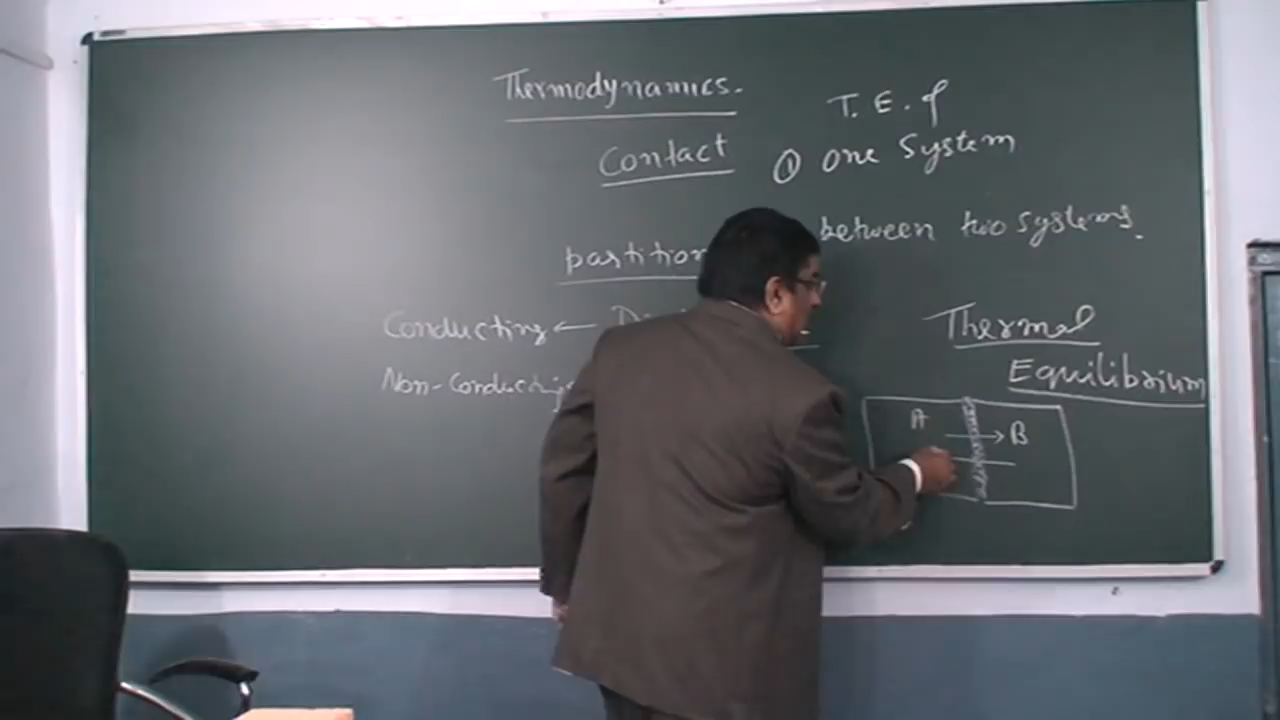 Thermodynamics.
T. E. of
Contact
① One System
between two systems.
partition
Thermal
Conducting ←
Equilibrium
Non-Conducting
A → B